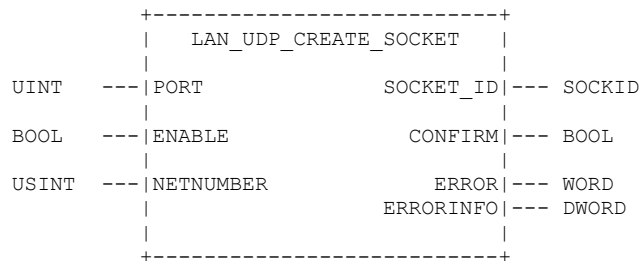 +---------------------------+
| LAN_UDP_CREATE_SOCKET |
| |
UINT ---|PORT SOCKET_ID|--- SOCKID
| |
BOOL ---|ENABLE CONFIRM|--- BOOL
| |
USINT ---|NETNUMBER ERROR|--- WORD
| ERRORINFO|--- DWORD
| |
+---------------------------+